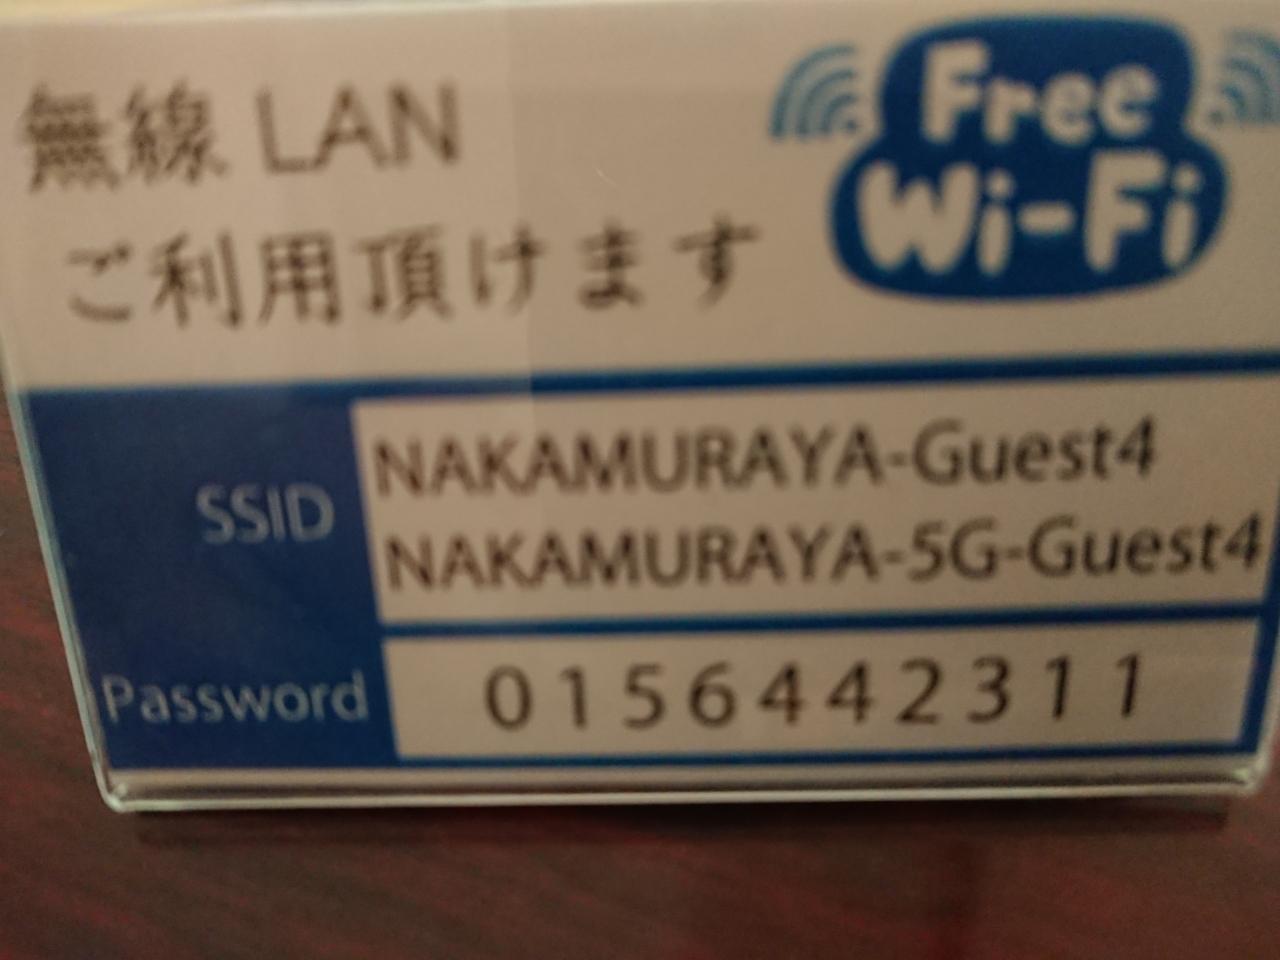 無線 LAN
ご利用頂けます
Free
Wi-Fi
SSID
NAKAMURAYA-Guest4
NAKAMURAYA-5G-Guest4
Password
0156442311